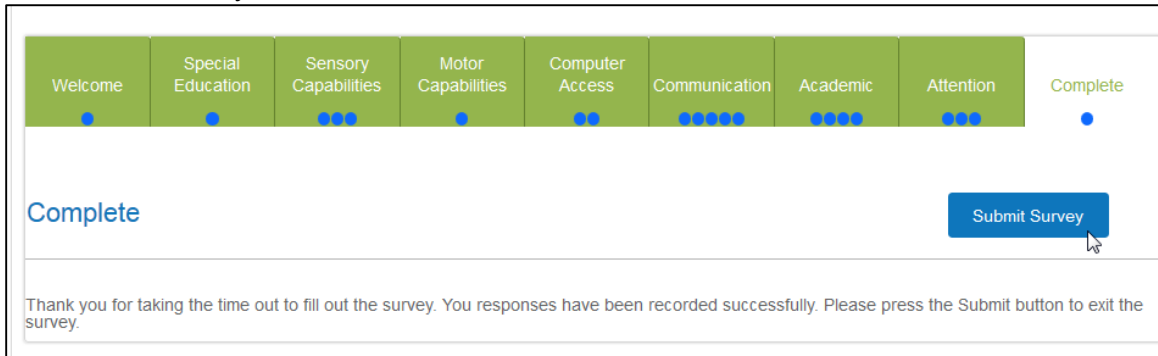 Welcome
Special
Education
Sensory
Capabilities
Motor
Capabilities
Computer
Access
Communication
Academic
Attention
Complete
Complete
Submit Survey
Thank you for taking the time out to fill out the survey. You responses have been recorded successfully. Please press the Submit button to exit the
survey.